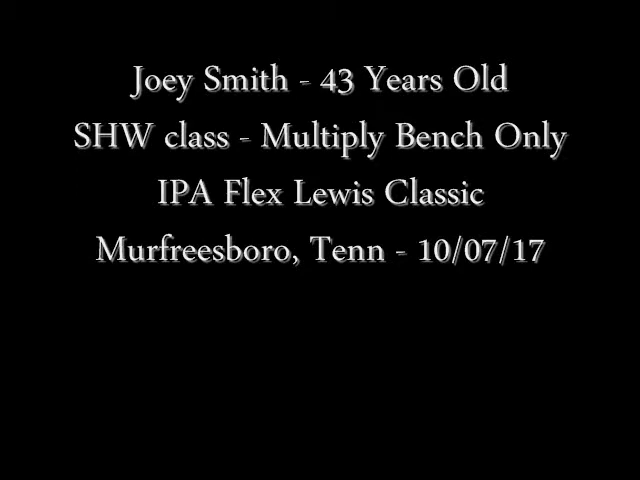 Joey Smith - 43 Years Old
SHW class - Multiply Bench Only
IPA Flex Lewis Classic
Murfreesboro, Tenn - 10/07/17